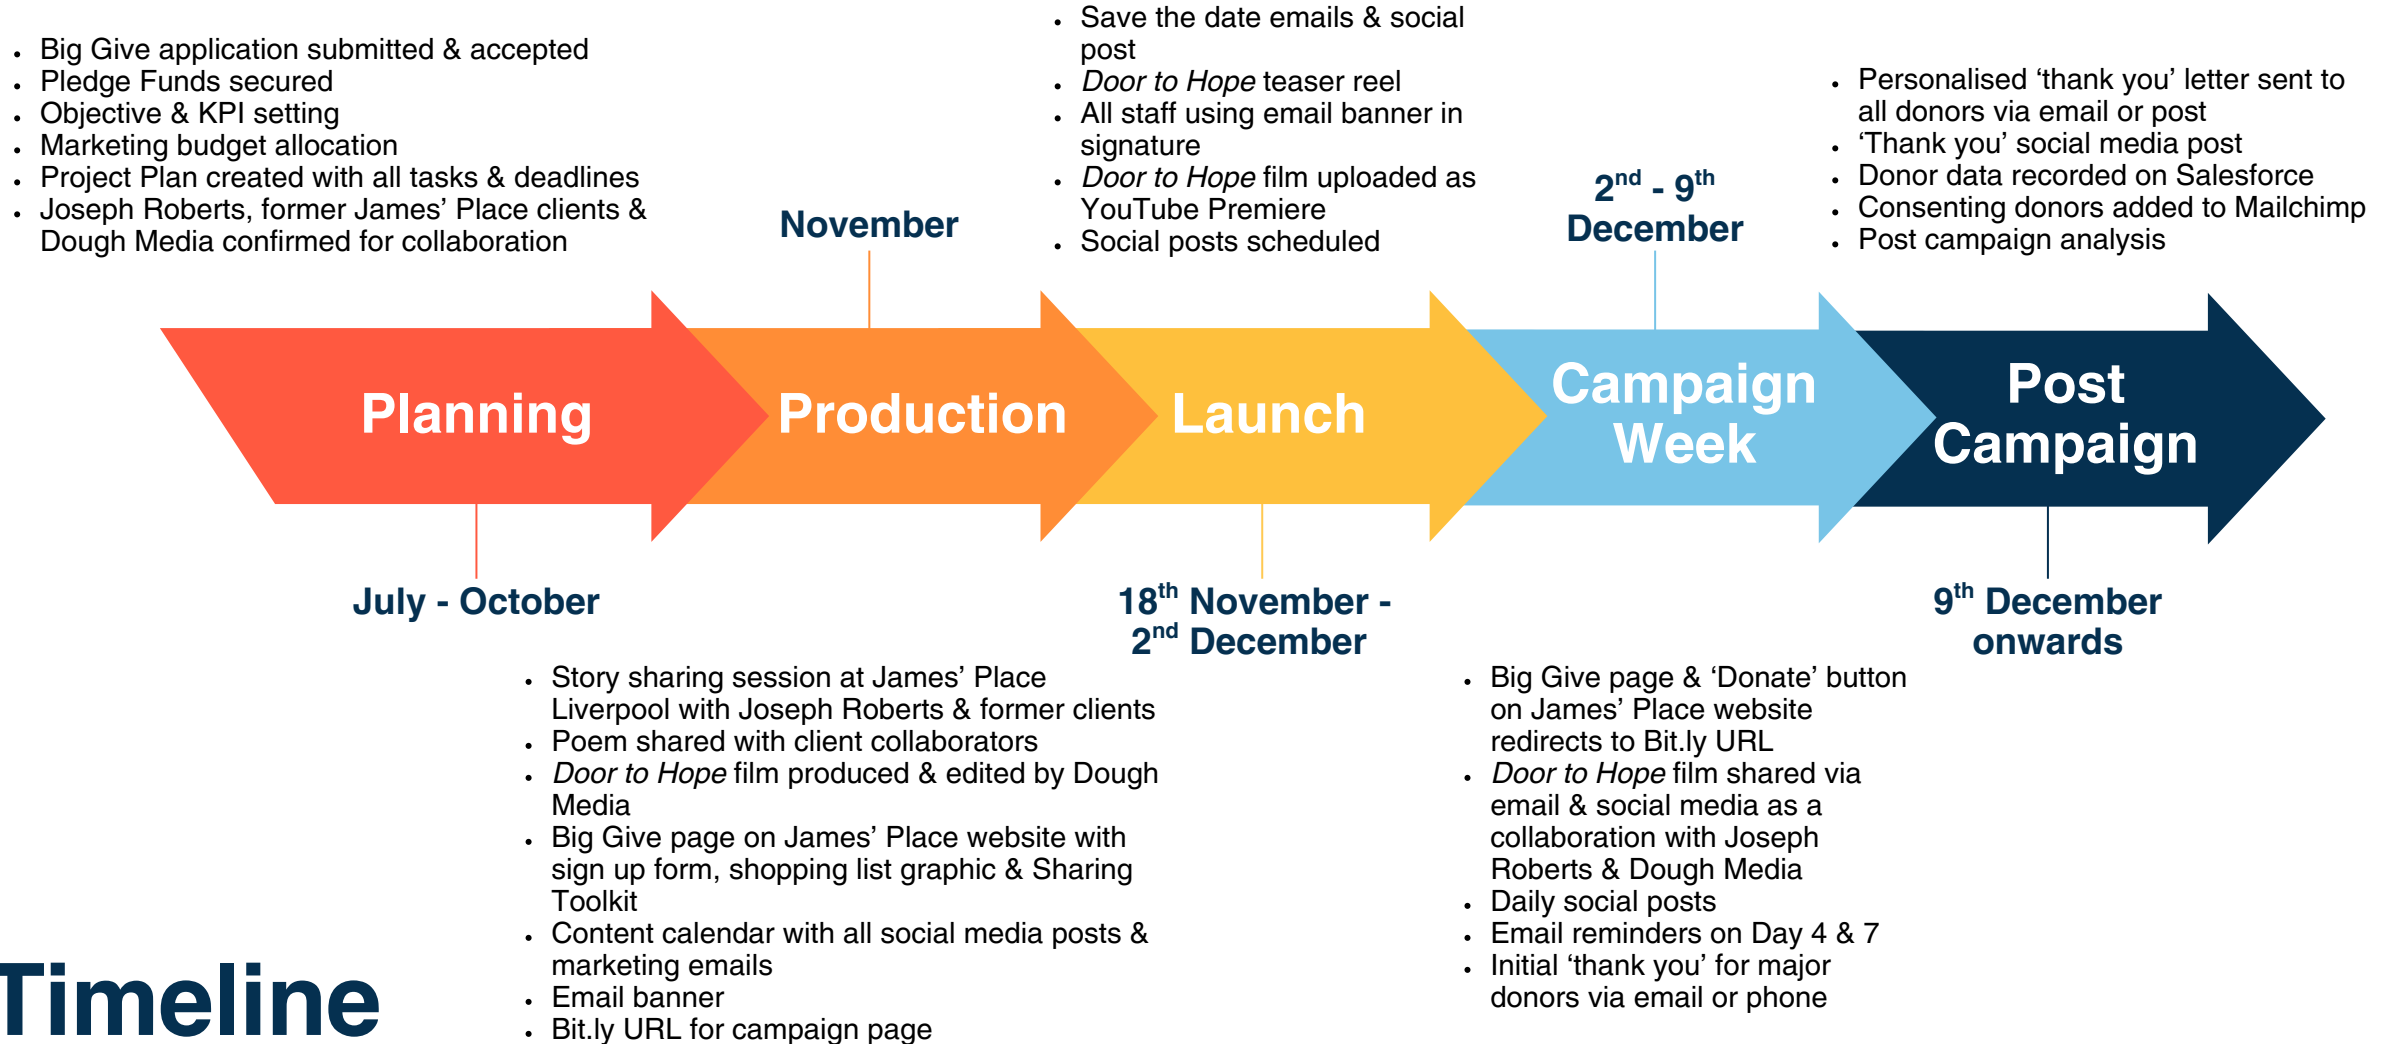 • Big Give application submitted & accepted
• Pledge Funds secured
• Objective & KPI setting
• Marketing budget allocation
• Project Plan created with all tasks & deadlines
• Joseph Roberts, former James’ Place clients &
Dough Media confirmed for collaboration
November
• Save the date emails & social
post
• Door to Hope teaser reel
• All staff using email banner in
signature
• Door to Hope film uploaded as
YouTube Premiere
• Social posts scheduled
2nd - 9th
December
• Personalised ‘thank you’ letter sent to
all donors via email or post
• ‘Thank you’ social media post
• Donor data recorded on Salesforce
• Consenting donors added to Mailchimp
• Post campaign analysis
Planning
Production
Launch
Campaign
Week
Post
Campaign
July - October
18th November -
2nd December
9th December
onwards
• Story sharing session at James’ Place
Liverpool with Joseph Roberts & former clients
• Poem shared with client collaborators
• Door to Hope film produced & edited by Dough
Media
• Big Give page on James’ Place website with
sign up form, shopping list graphic & Sharing
Toolkit
• Content calendar with all social media posts &
marketing emails
• Email banner
• Bit.ly URL for campaign page
• Big Give page & ‘Donate’ button
on James’ Place website
redirects to Bit.ly URL
• Door to Hope film shared via
email & social media as a
collaboration with Joseph
Roberts & Dough Media
• Daily social posts
• Email reminders on Day 4 & 7
• Initial ‘thank you’ for major
donors via email or phone
Timeline